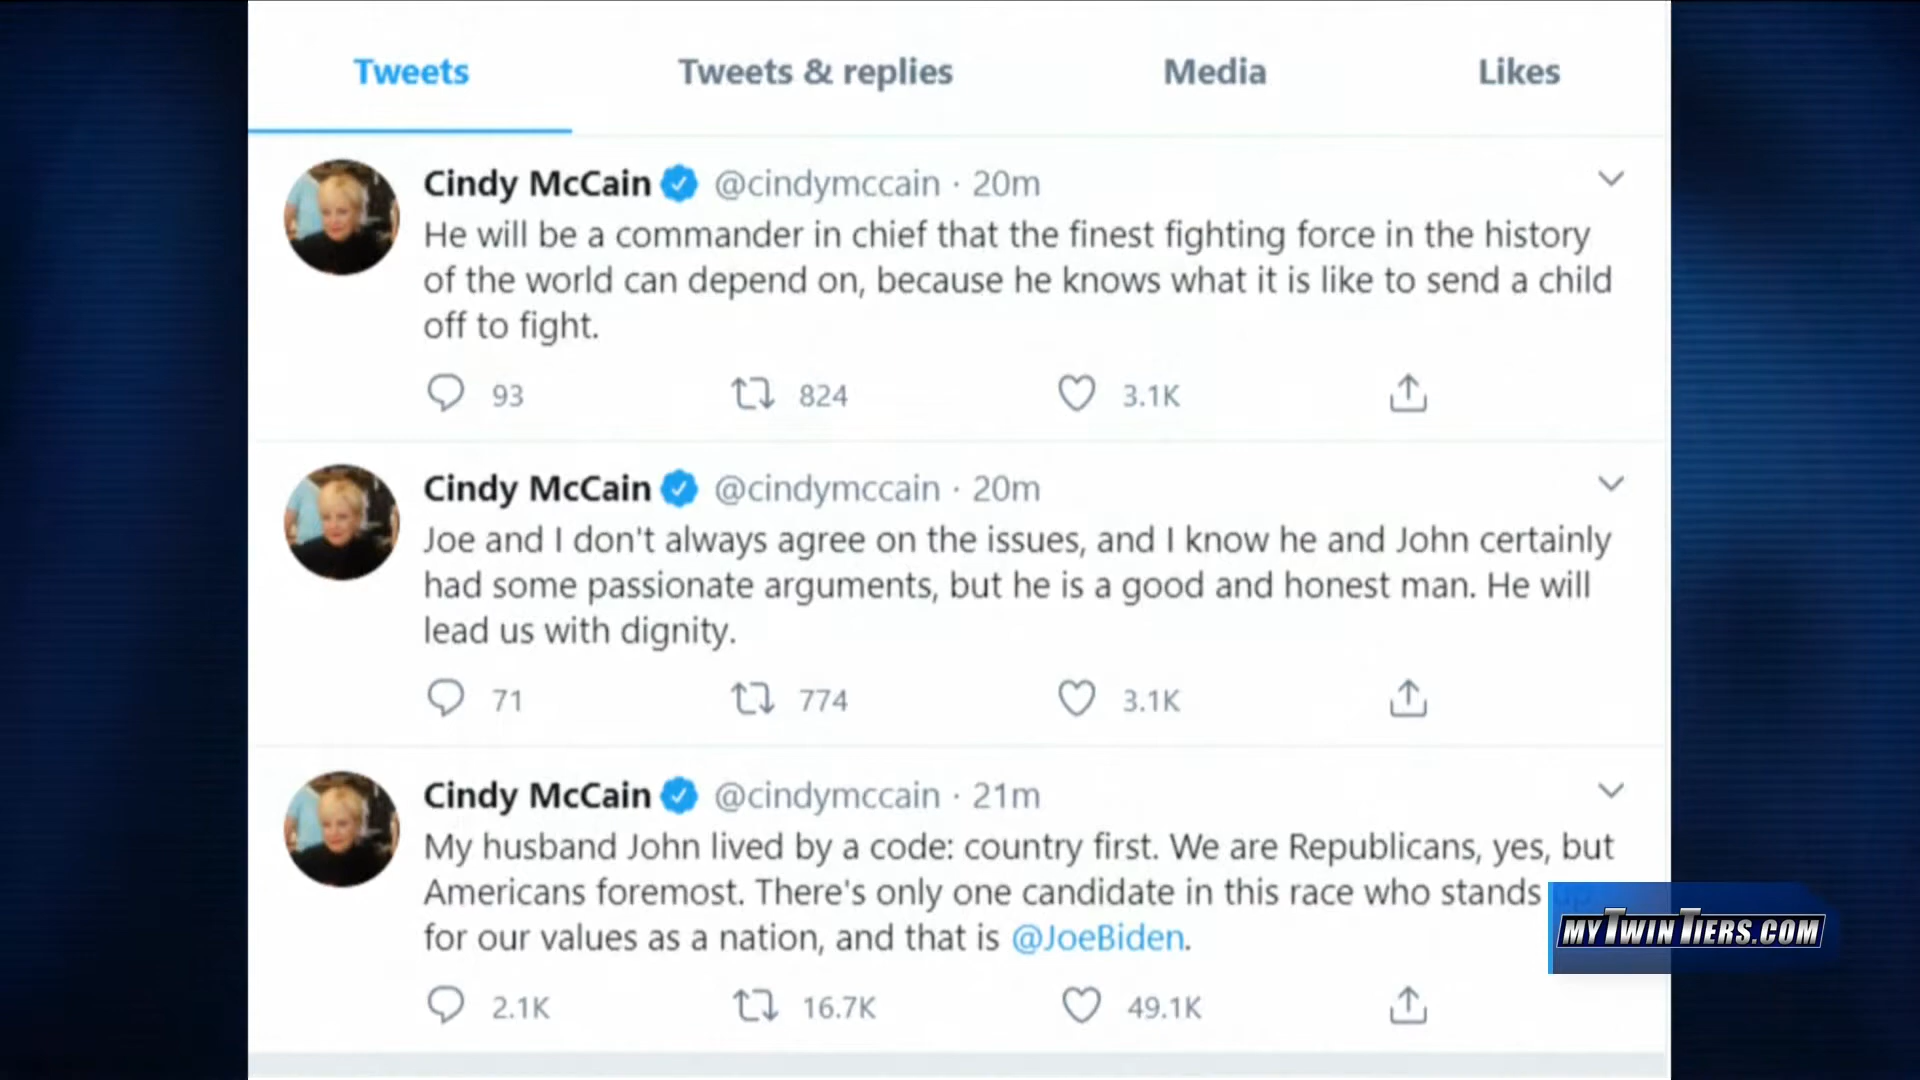 Tweets Tweets & replies Media Likes
Cindy McCain @cindymccain · 20m
He will be a commander in chief that the finest fighting force in the history
of the world can depend on, because he knows what it is like to send a child
off to fight.
93 824 3.1K
Cindy McCain @cindymccain · 20m
Joe and I don't always agree on the issues, and I know he and John certainly
had some passionate arguments, but he is a good and honest man. He will
lead us with dignity.
71 774 3.1K
Cindy McCain @cindymccain · 21m
My husband John lived by a code: country first. We are Republicans, yes, but
Americans foremost. There's only one candidate in this race who stands up
for our values as a nation, and that is @JoeBiden.
MYTWINTIERS.COM
2.1K 16.7K 49.1K